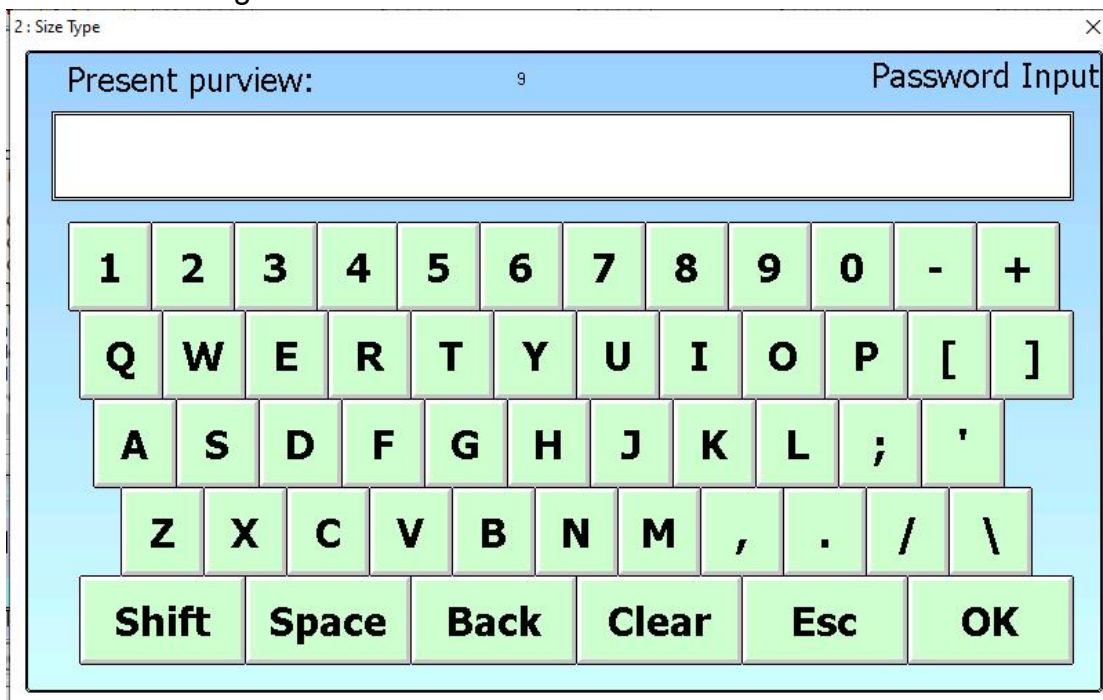 2 : Size Type
Present purview: 9 Password Input
1 2 3 4 5 6 7 8 9 0 - +
Q W E R T Y U I O P [ ]
A S D F G H J K L ; '
Z X C V B N M , . / \
Shift Space Back Clear Esc OK